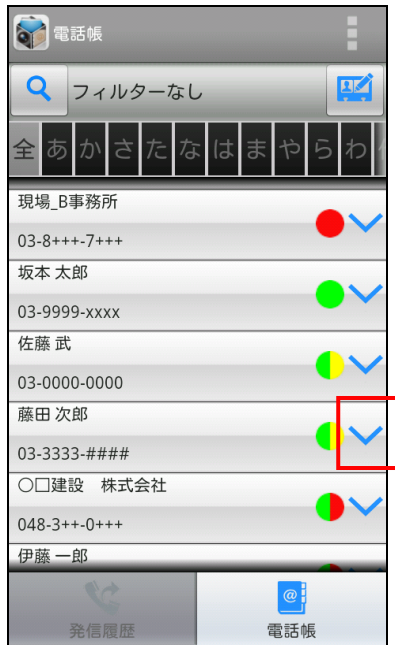 電話帳
フィルターなし
全 あ か さ た な は ま や ら わ
現場_B事務所
03-8+++-7+++
坂本 太郎
03-9999-xxxx
佐藤 武
03-0000-0000
藤田 次郎
03-3333-####
○□建設　株式会社
048-3++-0+++
伊藤 一郎
発信履歴 電話帳